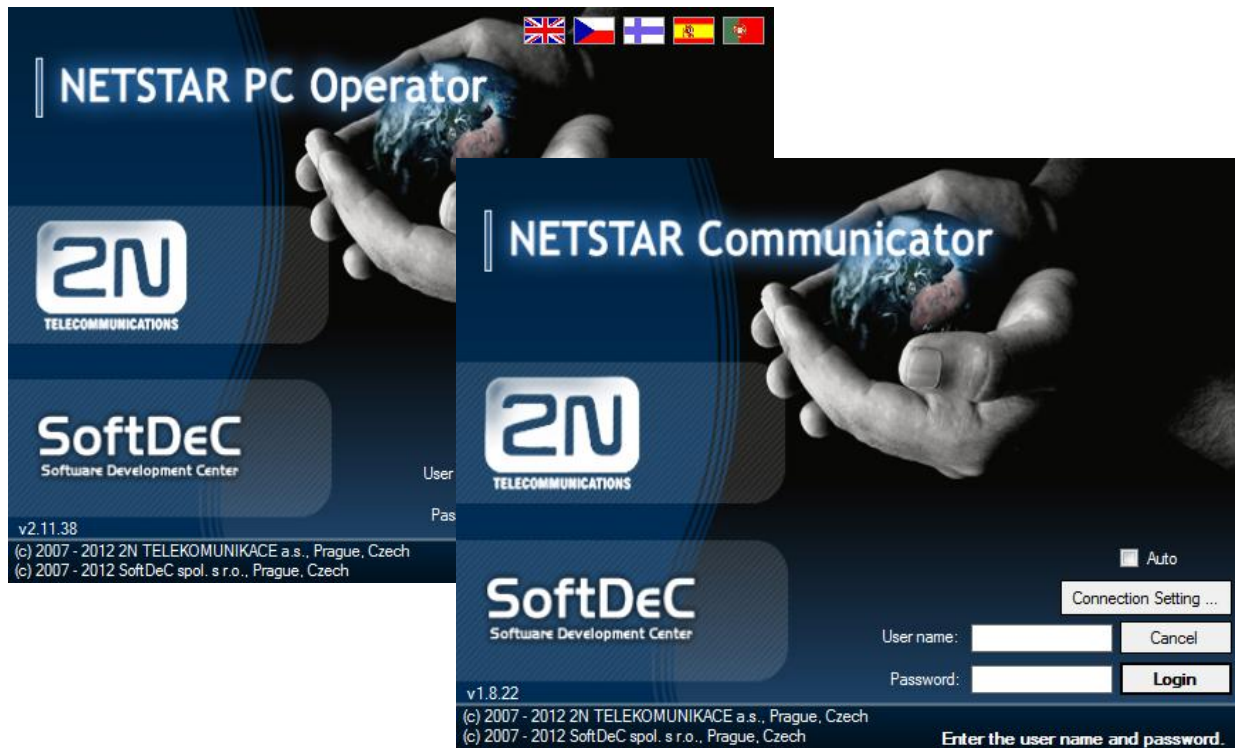 NETSTAR PC Operator
2N
TELECOMMUNICATIONS
SoftDeC
Software Development Center
User
Pas
v2.11.38
(c) 2007 - 2012 2N TELEKOMUNIKACE a.s., Prague, Czech
(c) 2007 - 2012 SoftDeC spol. s r.o., Prague, Czech
NETSTAR Communicator
2N
TELECOMMUNICATIONS
SoftDeC
Software Development Center
Auto
Connection Setting ...
User name:
Cancel
Password:
Login
v1.8.22
(c) 2007 - 2012 2N TELEKOMUNIKACE a.s., Prague, Czech
(c) 2007 - 2012 SoftDeC spol. s r.o., Prague, Czech
Enter the user name and password.